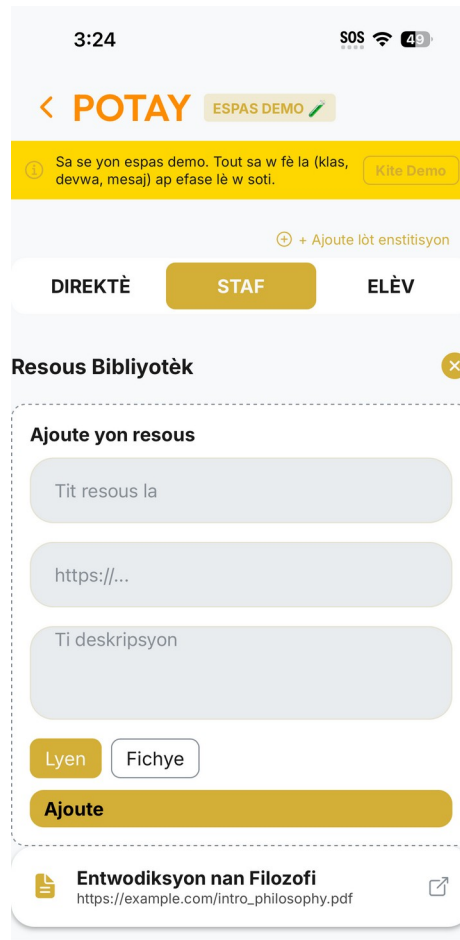 3:24
SOS
49
POTAY
ESPAS DEMO
Sa se yon espas demo. Tout sa w fè la (klas,
devwa, mesaj) ap efase lè w soti.
Kite Demo
+ Ajoute lòt enstitisyon
DIREKTÈ
STAF
ELÈV
Resous Bibliyotèk
Ajoute yon resous
Tit resous la
https://...
Ti deskripsyon
Lyen
Fichye
Ajoute
Entwodiksyon nan Filozofi
https://example.com/intro_philosophy.pdf